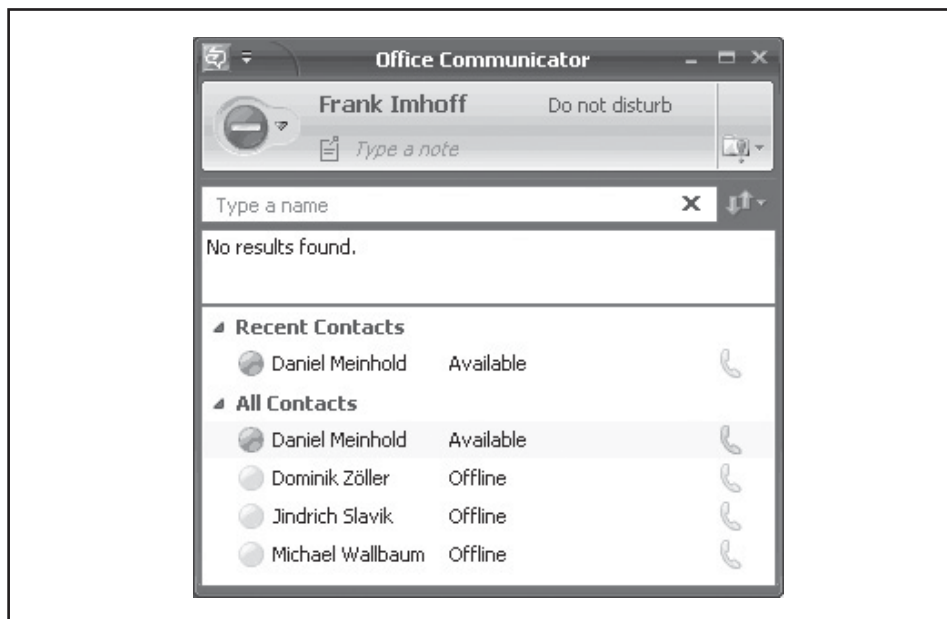 Office Communicator
Frank Imhoff Do not disturb
Type a note
Type a name
No results found.
Recent Contacts
Daniel Meinhold Available
All Contacts
Daniel Meinhold Available
Dominik Zöller Offline
Jindrich Slavik Offline
Michael Wallbaum Offline